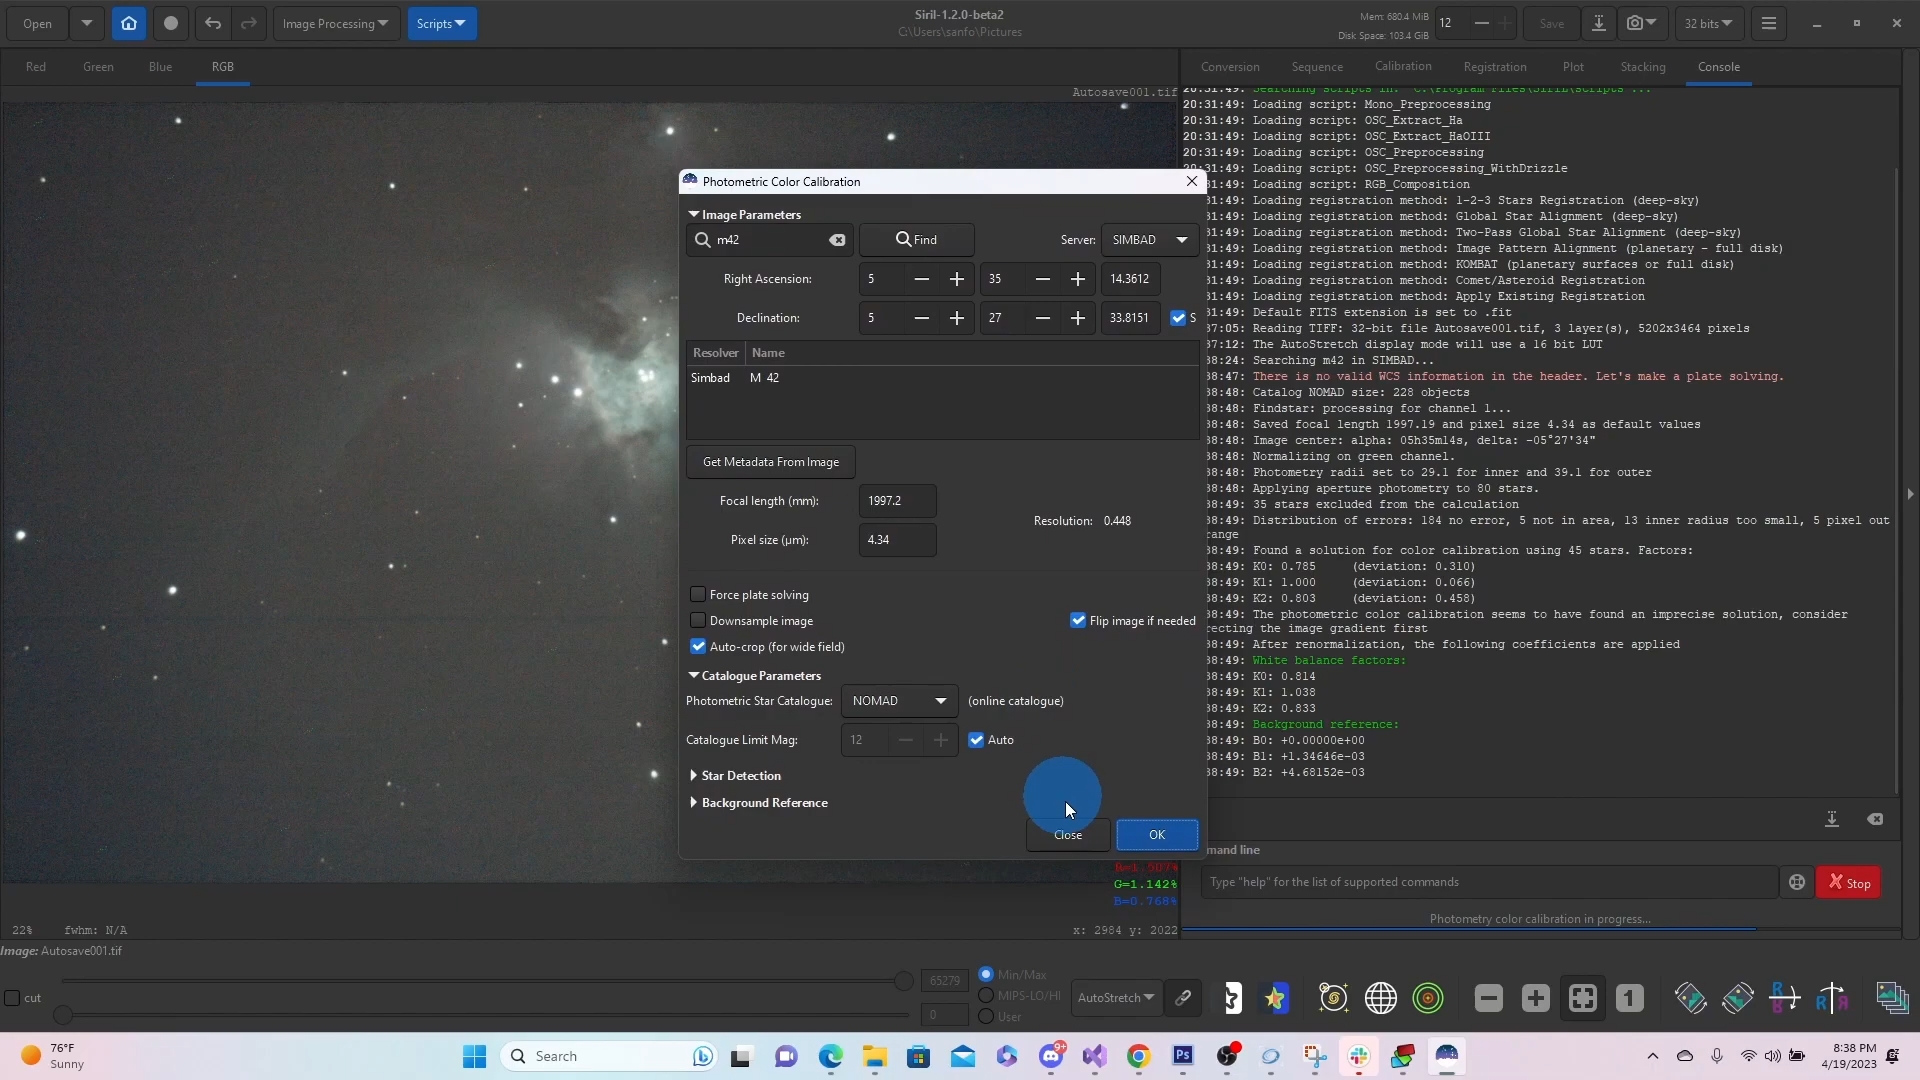 Open
Image Processing
Scripts
Siril-1.2.0-beta2
C:\Users\sanfo\Pictures
Mem: 680.4 MiB
Disk Space: 103.4 GiB
12
Save
32 bits
Red
Green
Blue
RGB
Conversion
Sequence
Calibration
Registration
Plot
Stacking
Console
Autosave001.tif
20:31:49: Searching scripts in: "C:\Program Files\SiriL\scripts"...
20:31:49: Loading script: Mono_Preprocessing
20:31:49: Loading script: OSC_Extract_Ha
20:31:49: Loading script: OSC_Extract_HaOIII
20:31:49: Loading script: OSC_Preprocessing
31:49: Loading script: OSC_Preprocessing_WithDrizzle
31:49: Loading script: RGB_Composition
31:49: Loading registration method: 1-2-3 Stars Registration (deep-sky)
31:49: Loading registration method: Global Star Alignment (deep-sky)
31:49: Loading registration method: Two-Pass Global Star Alignment (deep-sky)
31:49: Loading registration method: Image Pattern Alignment (planetary - full disk)
31:49: Loading registration method: KOMBAT (planetary surfaces or full disk)
31:49: Loading registration method: Comet/Asteroid Registration
31:49: Loading registration method: Apply Existing Registration
31:49: Default FITS extension is set to .fit
37:05: Reading TIFF: 32-bit file Autosave001.tif, 3 layer(s), 5202x3464 pixels
37:12: The AutoStretch display mode will use a 16 bit LUT
38:24: Searching m42 in SIMBAD...
38:47: There is no valid WCS information in the header. Let's make a plate solving.
38:48: Catalog NOMAD size: 228 objects
38:48: Findstar: processing for channel 1...
38:48: Saved focal length 1997.19 and pixel size 4.34 as default values
38:48: Image center: alpha: 05h35m14s, delta: -05°27'34"
38:48: Normalizing on green channel.
38:48: Photometry radii set to 29.1 for inner and 39.1 for outer
38:48: Applying aperture photometry to 80 stars.
38:49: 35 stars excluded from the calculation
38:49: Distribution of errors: 184 no error, 5 not in area, 13 inner radius too small, 5 pixel out
range
38:49: Found a solution for color calibration using 45 stars. Factors:
38:49: K0: 0.785 (deviation: 0.310)
38:49: K1: 1.000 (deviation: 0.066)
38:49: K2: 0.803 (deviation: 0.458)
38:49: The photometric color calibration seems to have found an imprecise solution, consider
recting the image gradient first
38:49: After renormalization, the following coefficients are applied
38:49: White balance factors:
38:49: K0: 0.814
38:49: K1: 1.038
38:49: K2: 0.833
38:49: Background reference:
38:49: B0: +0.00000e+00
38:49: B1: +1.34646e-03
38:49: B2: +4.68152e-03
Photometric Color Calibration
Image Parameters
m42
Find
Server:
SIMBAD
Right Ascension:
5
35
14.3612
Declination:
5
27
33.8151
S
Resolver
Name
Simbad
M 42
Get Metadata From Image
Focal length (mm):
1997.2
Resolution: 0.448
Pixel size (µm):
4.34
Force plate solving
Downsample image
Flip image if needed
Auto-crop (for wide field)
Catalogue Parameters
Photometric Star Catalogue:
NOMAD
(online catalogue)
Catalogue Limit Mag:
12
Auto
Star Detection
Background Reference
Close
OK
mand line
Type "help" for the list of supported commands
Stop
Photometry color calibration in progress...
G=1.142%
B=0.768%
22%
fwhm: N/A
x: 2984 y: 2022
Image: Autosave001.tif
cut
65279
0
Min/Max
MIPS-LO/HI
User
AutoStretch
1
76°F
Sunny
Search
9+
Ps
8:38 PM
4/19/2023